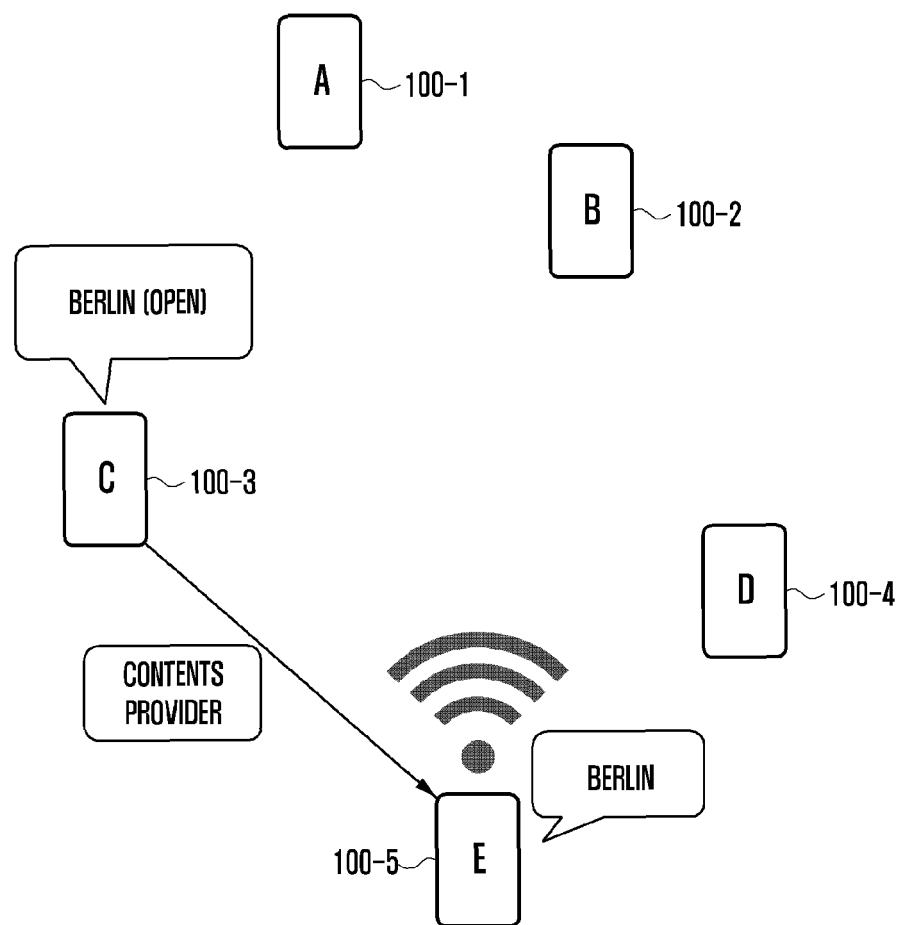 A
100-1
B
100-2
BERLIN (OPEN)
C
100-3
D
100-4
CONTENTS
PROVIDER
BERLIN
100-5
E